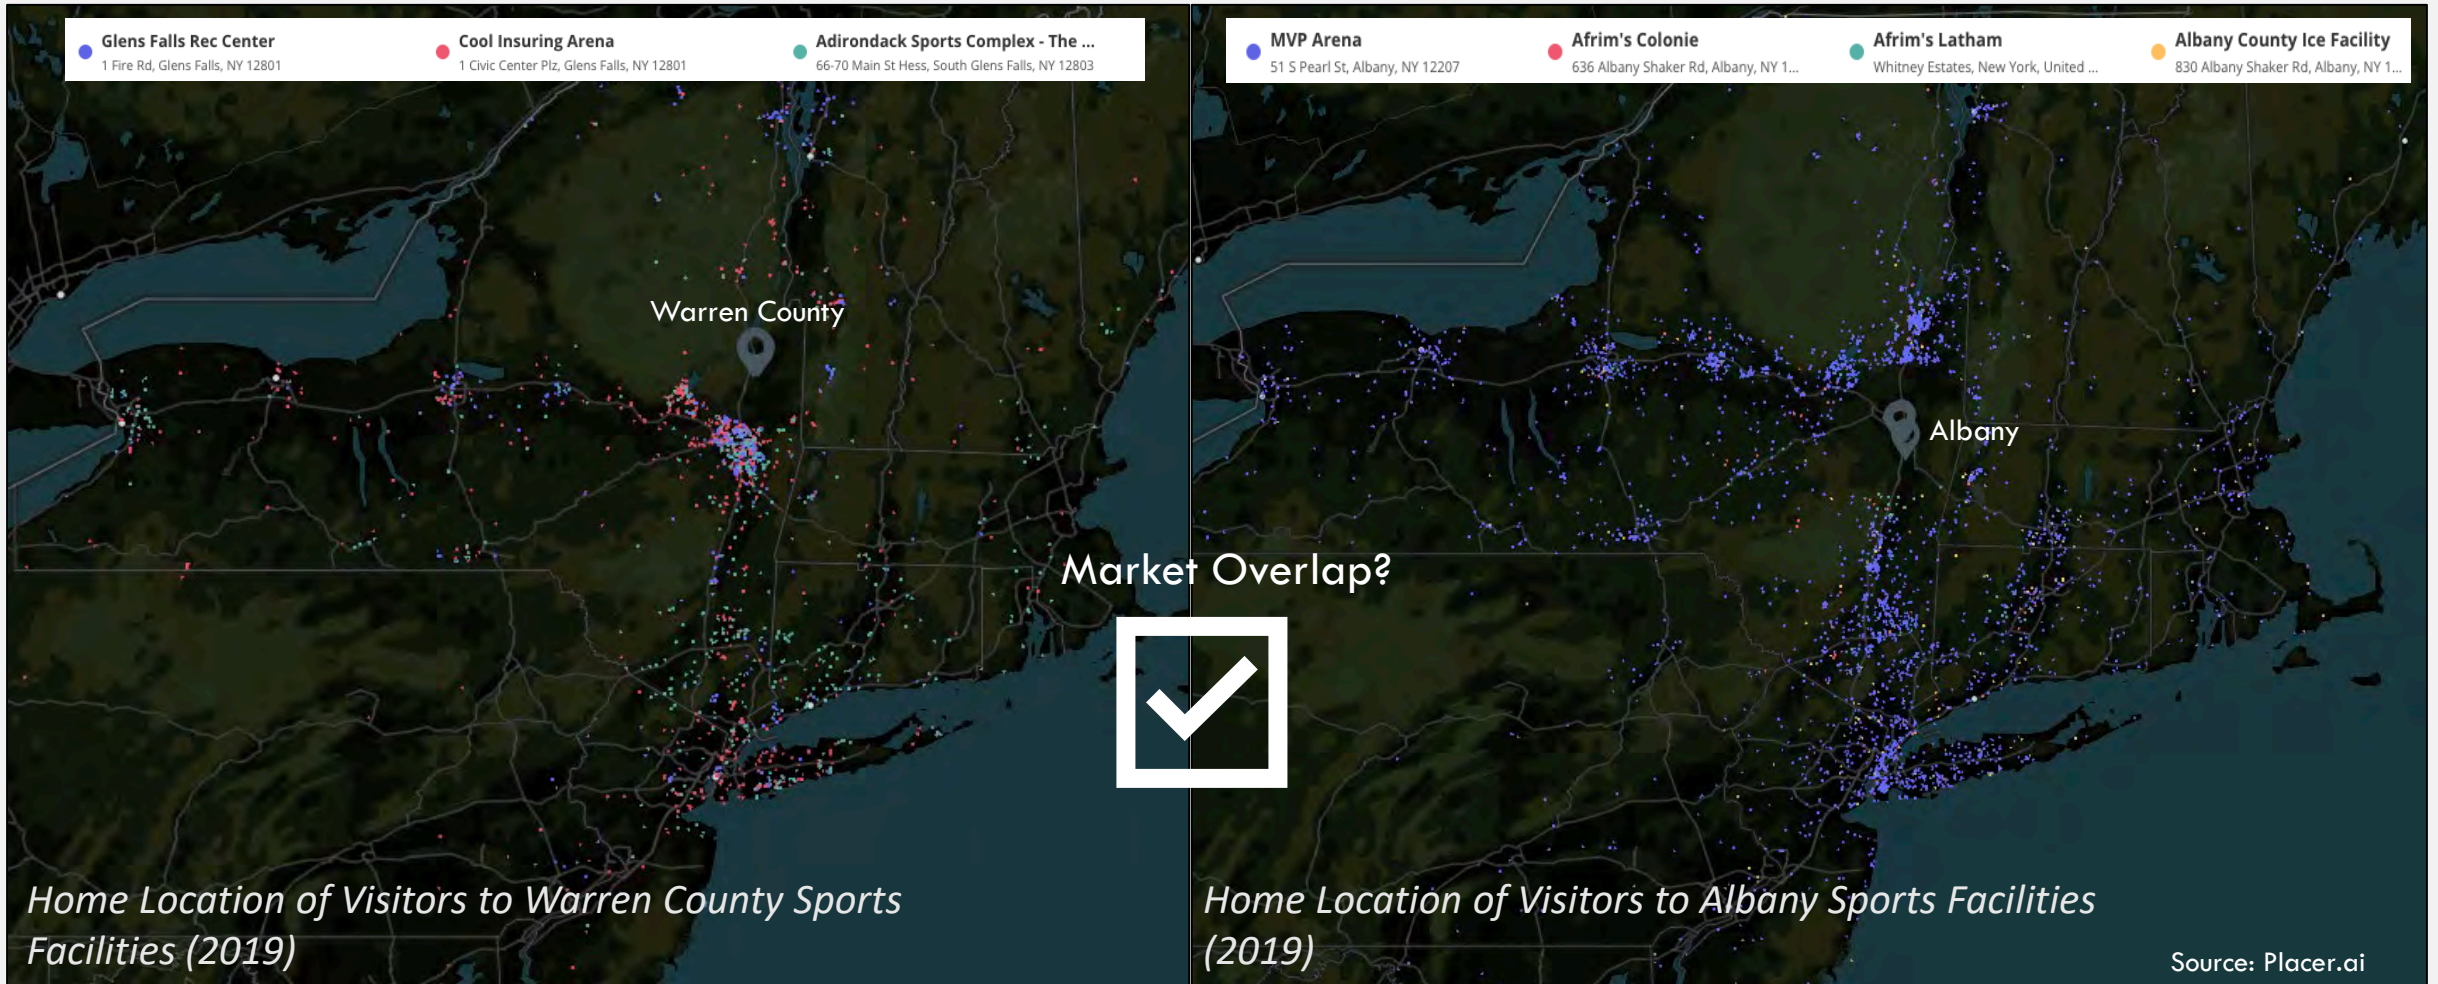 Glens Falls Rec Center
1 Fire Rd, Glens Falls, NY 12801
Cool Insuring Arena
1 Civic Center Plz, Glens Falls, NY 12801
Adirondack Sports Complex - The ...
66-70 Main St Hess, South Glens Falls, NY 12803
MVP Arena
51 S Pearl St, Albany, NY 12207
Afrim's Colonie
636 Albany Shaker Rd, Albany, NY 1...
Afrim's Latham
Whitney Estates, New York, United ...
Albany County Ice Facility
830 Albany Shaker Rd, Albany, NY 1...
Warren County
Albany
Market Overlap?
Home Location of Visitors to Warren County Sports
Facilities (2019)
Home Location of Visitors to Albany Sports Facilities
(2019)
Source: Placer.ai